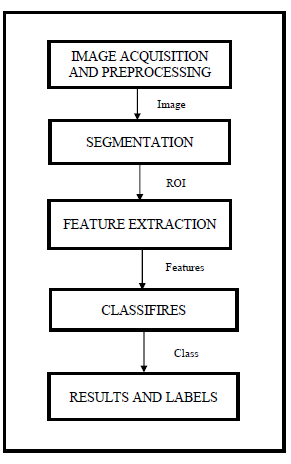 IMAGE ACQUISITION
AND PREPROCESSING
Image
SEGMENTATION
ROI
FEATURE EXTRACTION
Features
CLASSIFIRES
Class
RESULTS AND LABELS